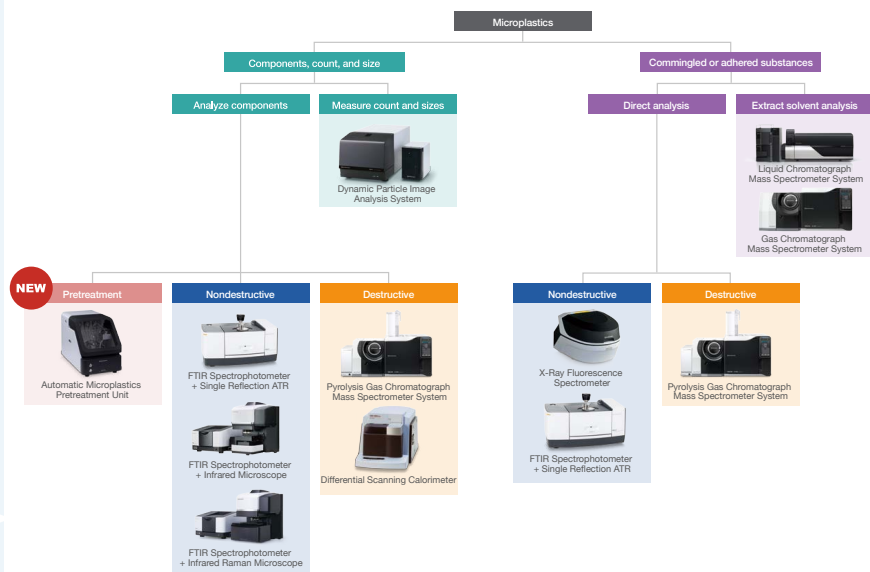 Microplastics
Components, count, and size
Commingled or adhered substances
Analyze components
Measure count and sizes
Direct analysis
Extract solvent analysis
Dynamic Particle Image
Analysis System
Liquid Chromatograph
Mass Spectrometer System
Gas Chromatograph
Mass Spectrometer System
NEW
Pretreatment
Nondestructive
Destructive
Nondestructive
Destructive
Automatic Microplastics
Pretreatment Unit
FTIR Spectrophotometer
+ Single Reflection ATR
FTIR Spectrophotometer
+ Infrared Microscope
FTIR Spectrophotometer
+ Infrared Raman Microscope
Pyrolysis Gas Chromatograph
Mass Spectrometer System
Differential Scanning Calorimeter
X-Ray Fluorescence
Spectrometer
FTIR Spectrophotometer
+ Single Reflection ATR
Pyrolysis Gas Chromatograph
Mass Spectrometer System